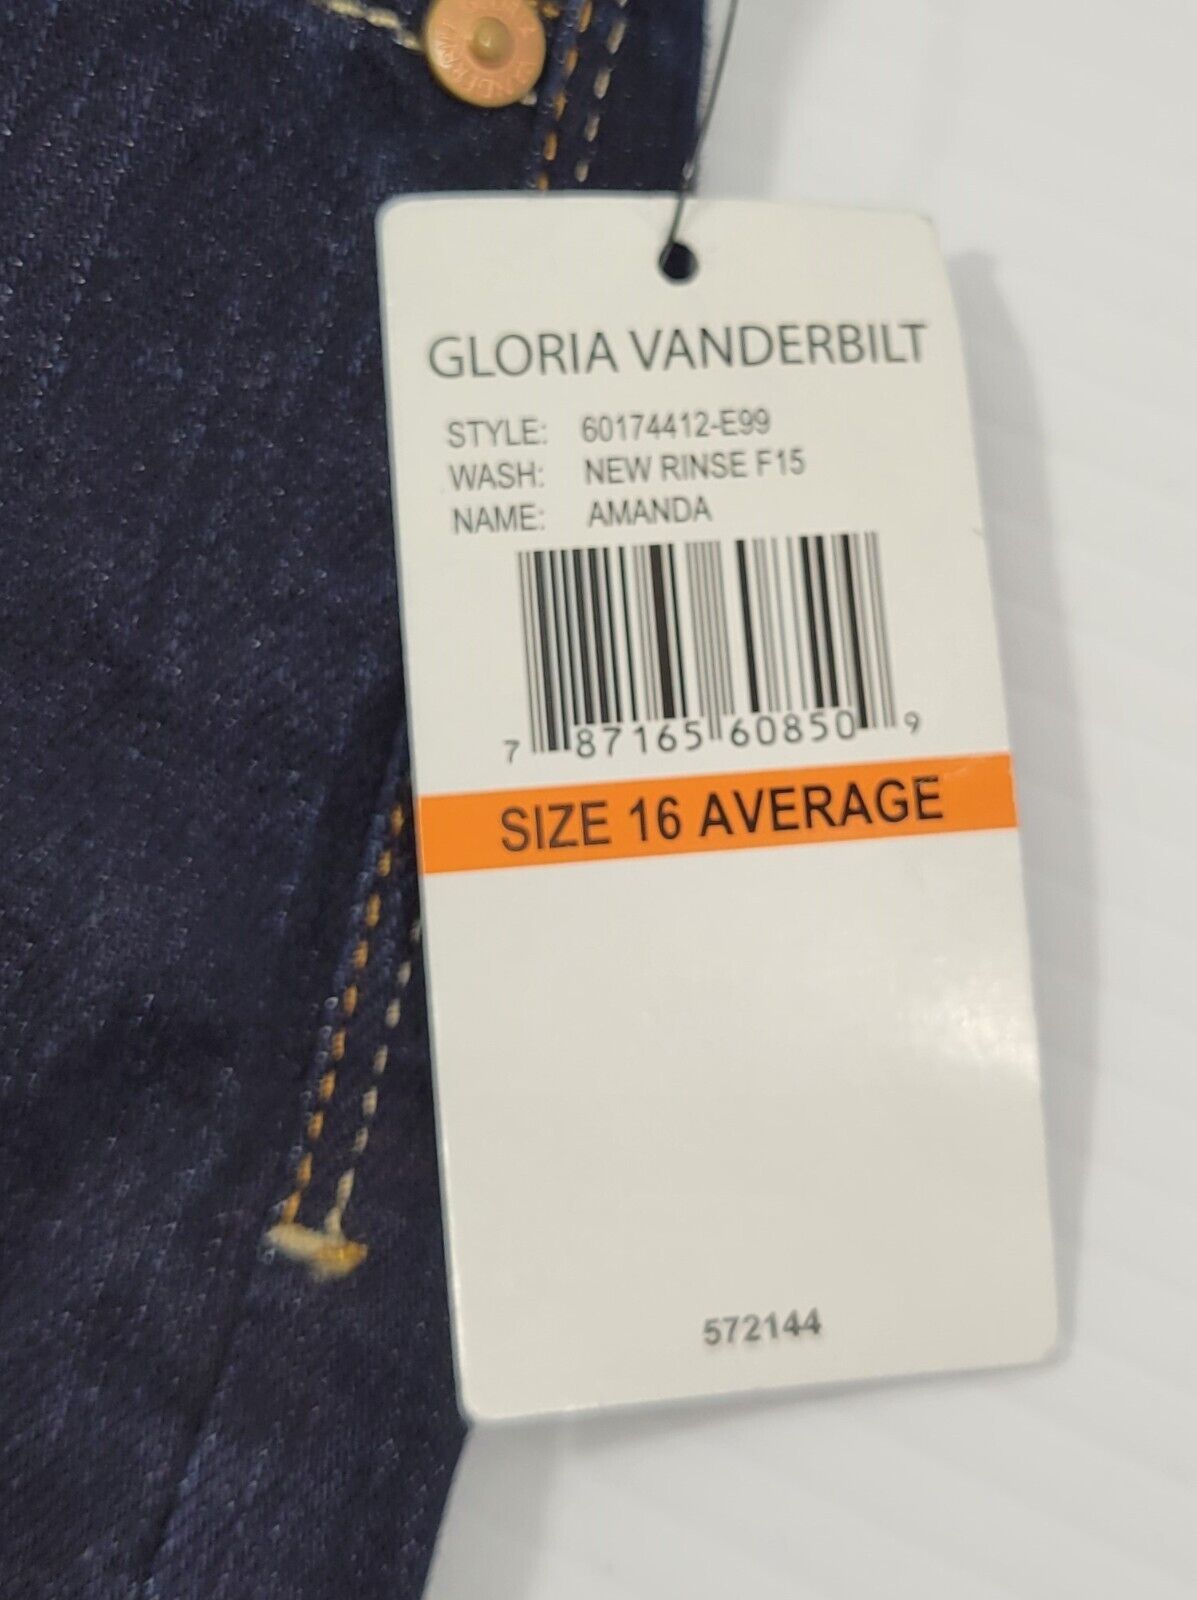 GLORIA VANDERBILT
STYLE: 60174412-E99
WASH: NEW RINSE F15
NAME: AMANDA
7 87165 60850 9
SIZE 16 AVERAGE
572144